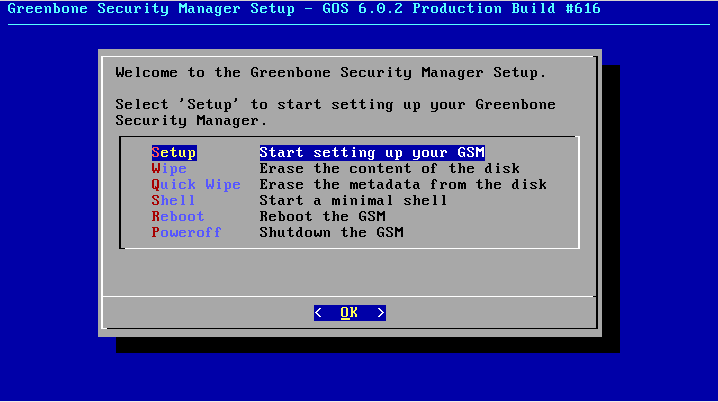 Greenbone Security Manager Setup - GOS 6.0.2 Production Build #616
Welcome to the Greenbone Security Manager Setup.
Select 'Setup' to start setting up your Greenbone
Security Manager.
Setup Start setting up your GSM
Wipe Erase the content of the disk
Quick Wipe Erase the metadata from the disk
Shell Start a minimal shell
Reboot Reboot the GSM
Poweroff Shutdown the GSM
< OK >